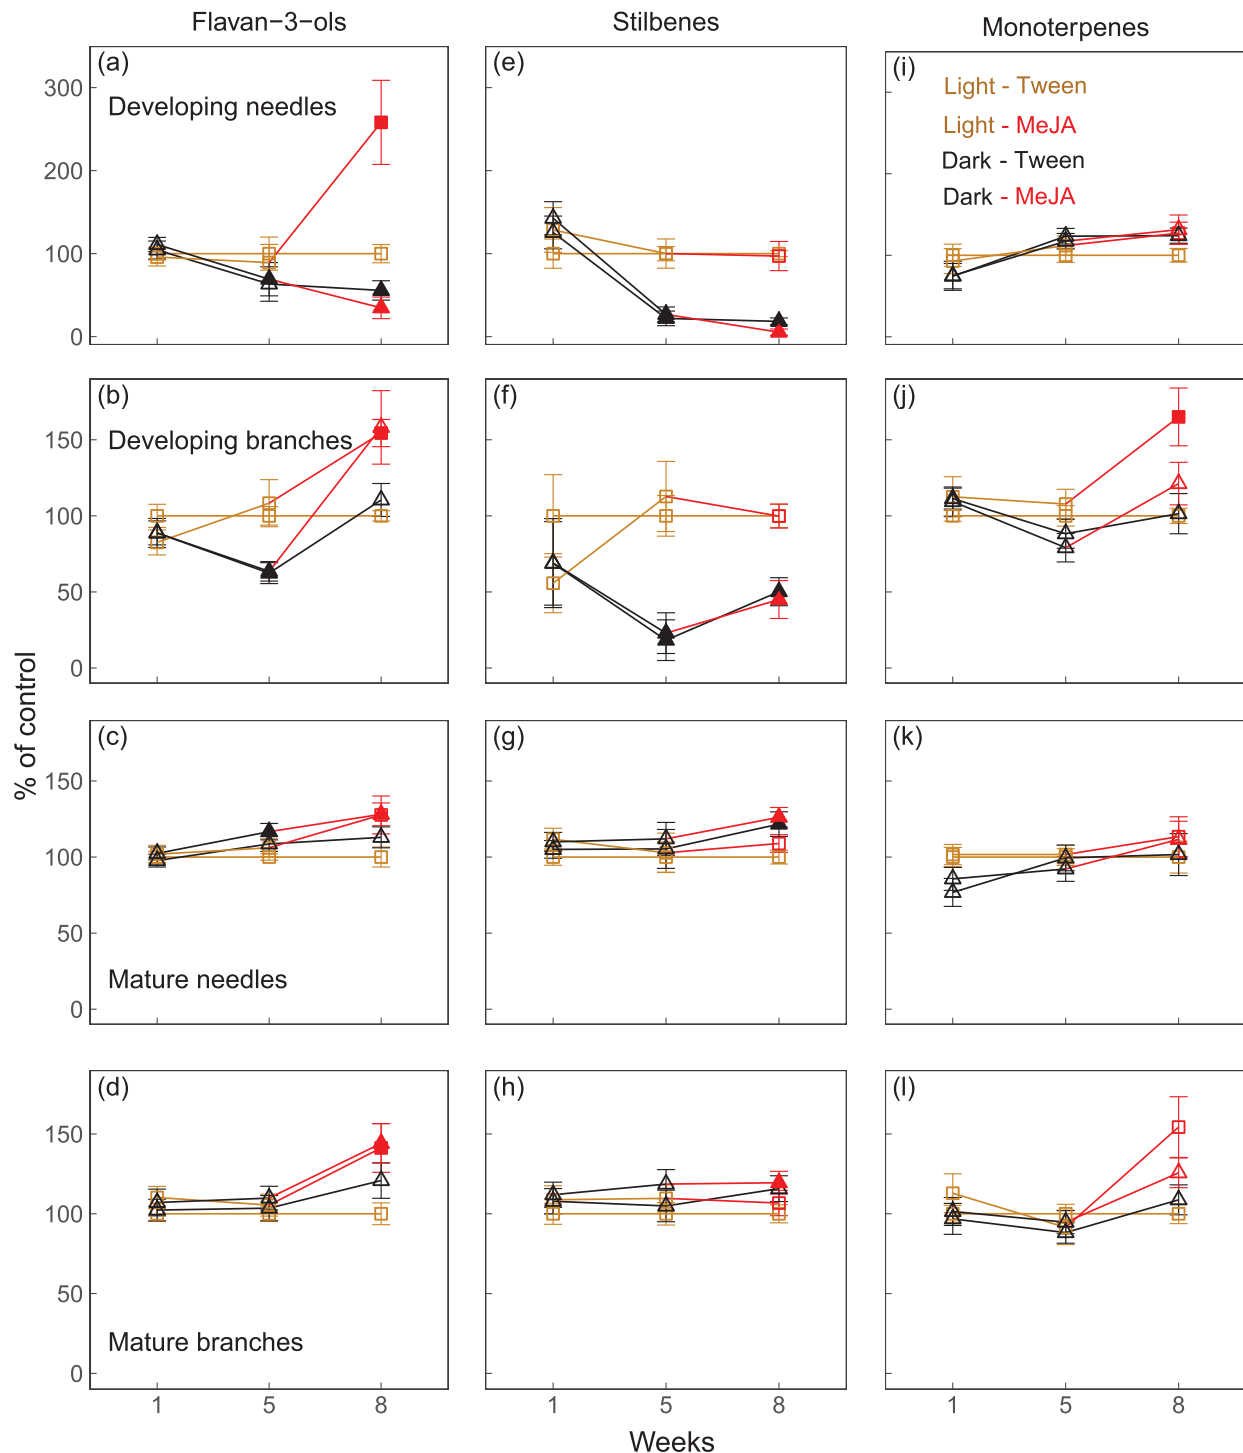 Flavan−3−ols
Stilbenes
Monoterpenes
(a)
Developing needles
300
200
100
0
(e)
(i)
Light - Tween
Light - MeJA
Dark - Tween
Dark - MeJA
(b)
Developing branches
150
100
50
0
(f)
(j)
% of control
(c)
Mature needles
150
100
50
0
(g)
(k)
(d)
Mature branches
150
100
50
0
(h)
(l)
1 5 8
1 5 8
1 5 8
Weeks